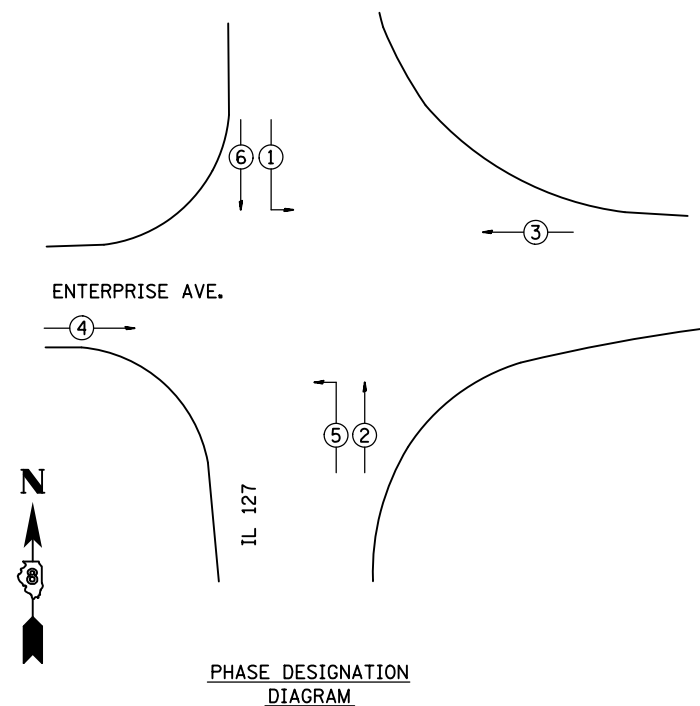 6 1
3
ENTERPRISE AVE.
4
5 2
IL 127
N
8
PHASE DESIGNATION
DIAGRAM